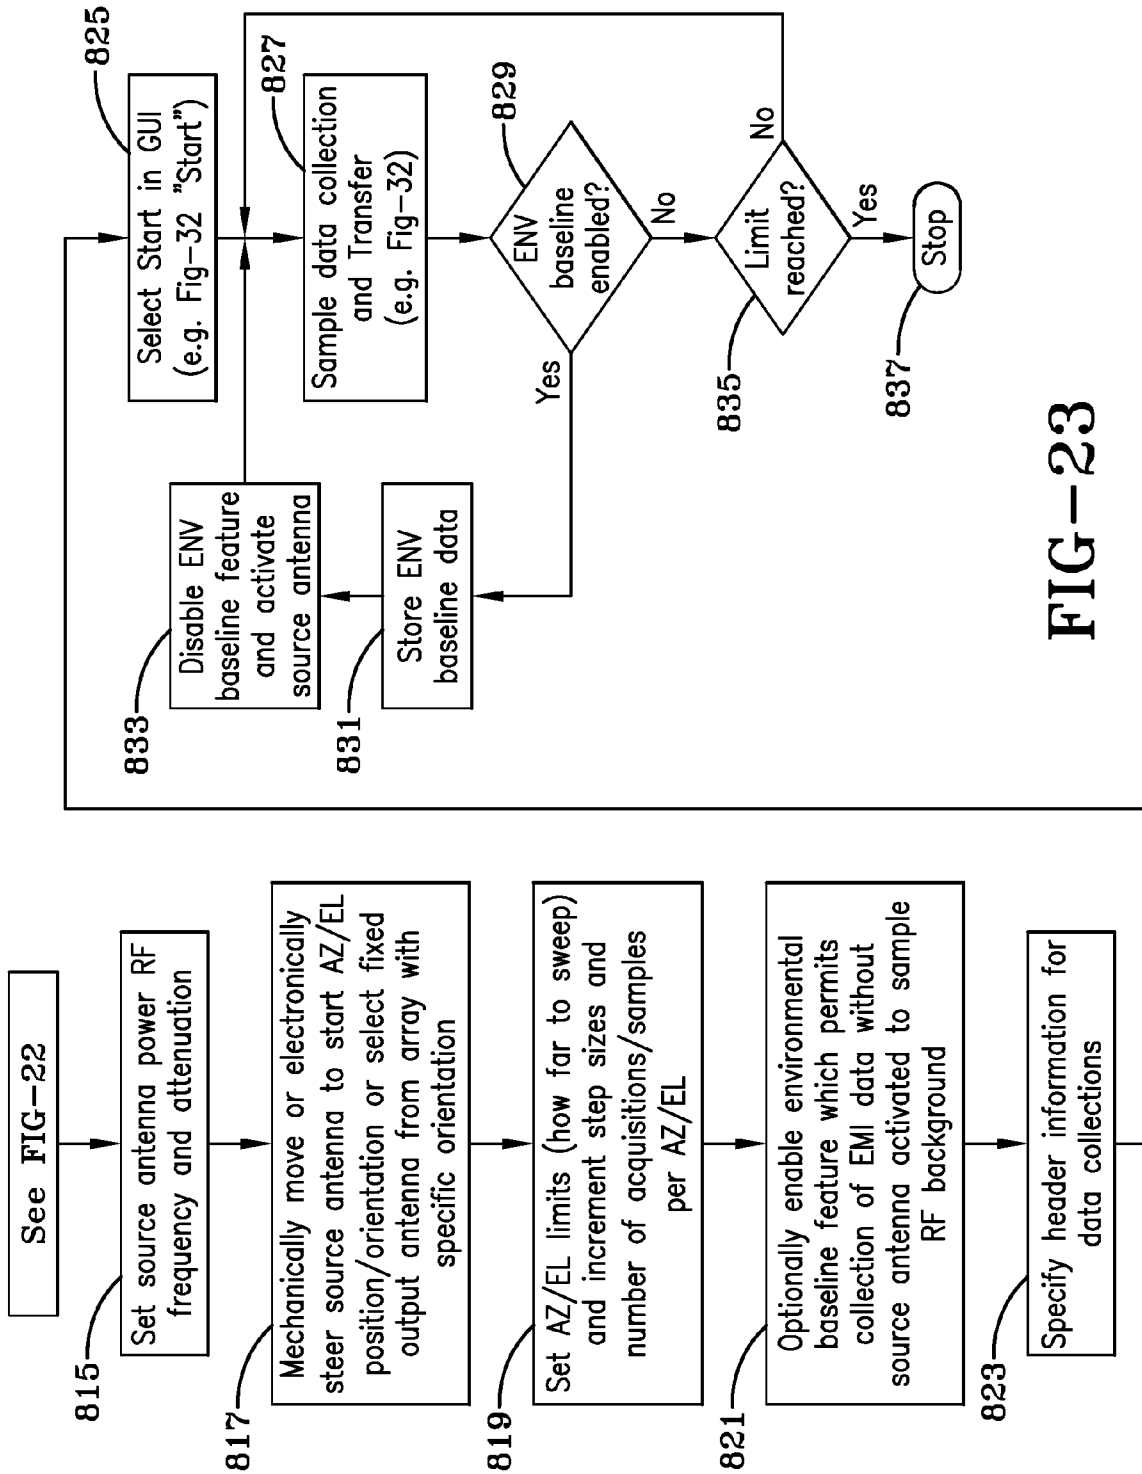 See FIG-22
815
Set source antenna power RF
frequency and attenuation
817
Mechanically move or electronically
steer source antenna to start AZ/EL
position/orientation or select fixed
output antenna from array with
specific orientation
819
Set AZ/EL limits (how far to sweep)
and increment step sizes and
number of acquisitions/samples
per AZ/EL
821
Optionally enable environmental
baseline feature which permits
collection of EMI data without
source antenna activated to sample
RF background
823
Specify header information for
data collections
825
Select Start in GUI
(e.g. Fig-32 "Start")
827
Sample data collection
and Transfer
(e.g. Fig-32)
829
ENV
baseline
enabled?
Yes
No
831
Store ENV
baseline data
833
Disable ENV
baseline feature
and activate
source antenna
835
Limit
reached?
No
Yes
837
Stop
FIG-23